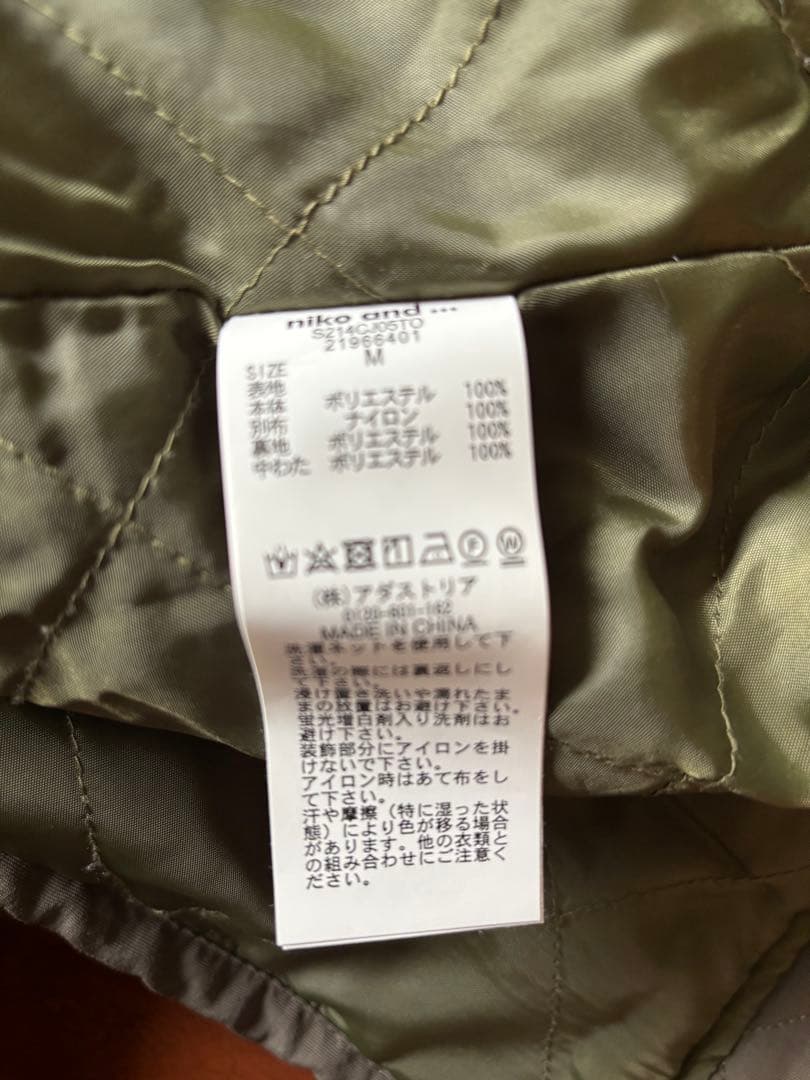 niko and ...
S214CJ05TO
21966401
M
SIZE
表地
本体 ポリエステル 100%
別布 ナイロン 100%
裏地 ポリエステル 100%
中わた ポリエステル 100%
F W
(株)アダストリア
0120-601-162
MADE IN CHINA
洗濯ネットを使用して下
さい。
洗濯の際には裏返しにし
て下さい。
浸け置き洗いや濡れたま
まの放置はお避け下さい。
蛍光増白剤入り洗剤はお
避け下さい。
装飾部分にアイロンを掛
けないで下さい。
アイロン時はあて布をし
て下さい。
汗や摩擦(特に湿った状
態)により色が移る場合
があります。他の衣類と
の組み合わせにご注意く
ださい。